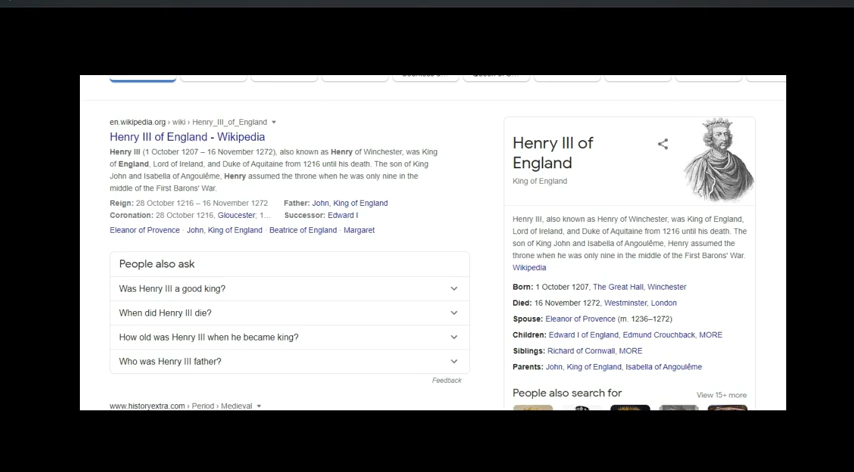 en.wikipedia.org › wiki › Henry_III_of_England
Henry III of England - Wikipedia
Henry III (1 October 1207 – 16 November 1272), also known as Henry of Winchester, was King
of England, Lord of Ireland, and Duke of Aquitaine from 1216 until his death. The son of King
John and Isabella of Angoulême, Henry assumed the throne when he was only nine in the
middle of the First Barons' War.
Reign: 28 October 1216 – 16 November 1272 Father: John, King of England
Coronation: 28 October 1216, Gloucester, 1... Successor: Edward I
Eleanor of Provence · John, King of England · Beatrice of England · Margaret
People also ask
Was Henry III a good king?
When did Henry III die?
How old was Henry III when he became king?
Who was Henry III father?
Feedback
www.historyextra.com › Period › Medieval
Henry III of
England
King of England
Henry III, also known as Henry of Winchester, was King of England,
Lord of Ireland, and Duke of Aquitaine from 1216 until his death. The
son of King John and Isabella of Angoulême, Henry assumed the
throne when he was only nine in the middle of the First Barons' War.
Wikipedia
Born: 1 October 1207, The Great Hall, Winchester
Died: 16 November 1272, Westminster, London
Spouse: Eleanor of Provence (m. 1236–1272)
Children: Edward I of England, Edmund Crouchback, MORE
Siblings: Richard of Cornwall, MORE
Parents: John, King of England, Isabella of Angoulême
People also search for
View 15+ more